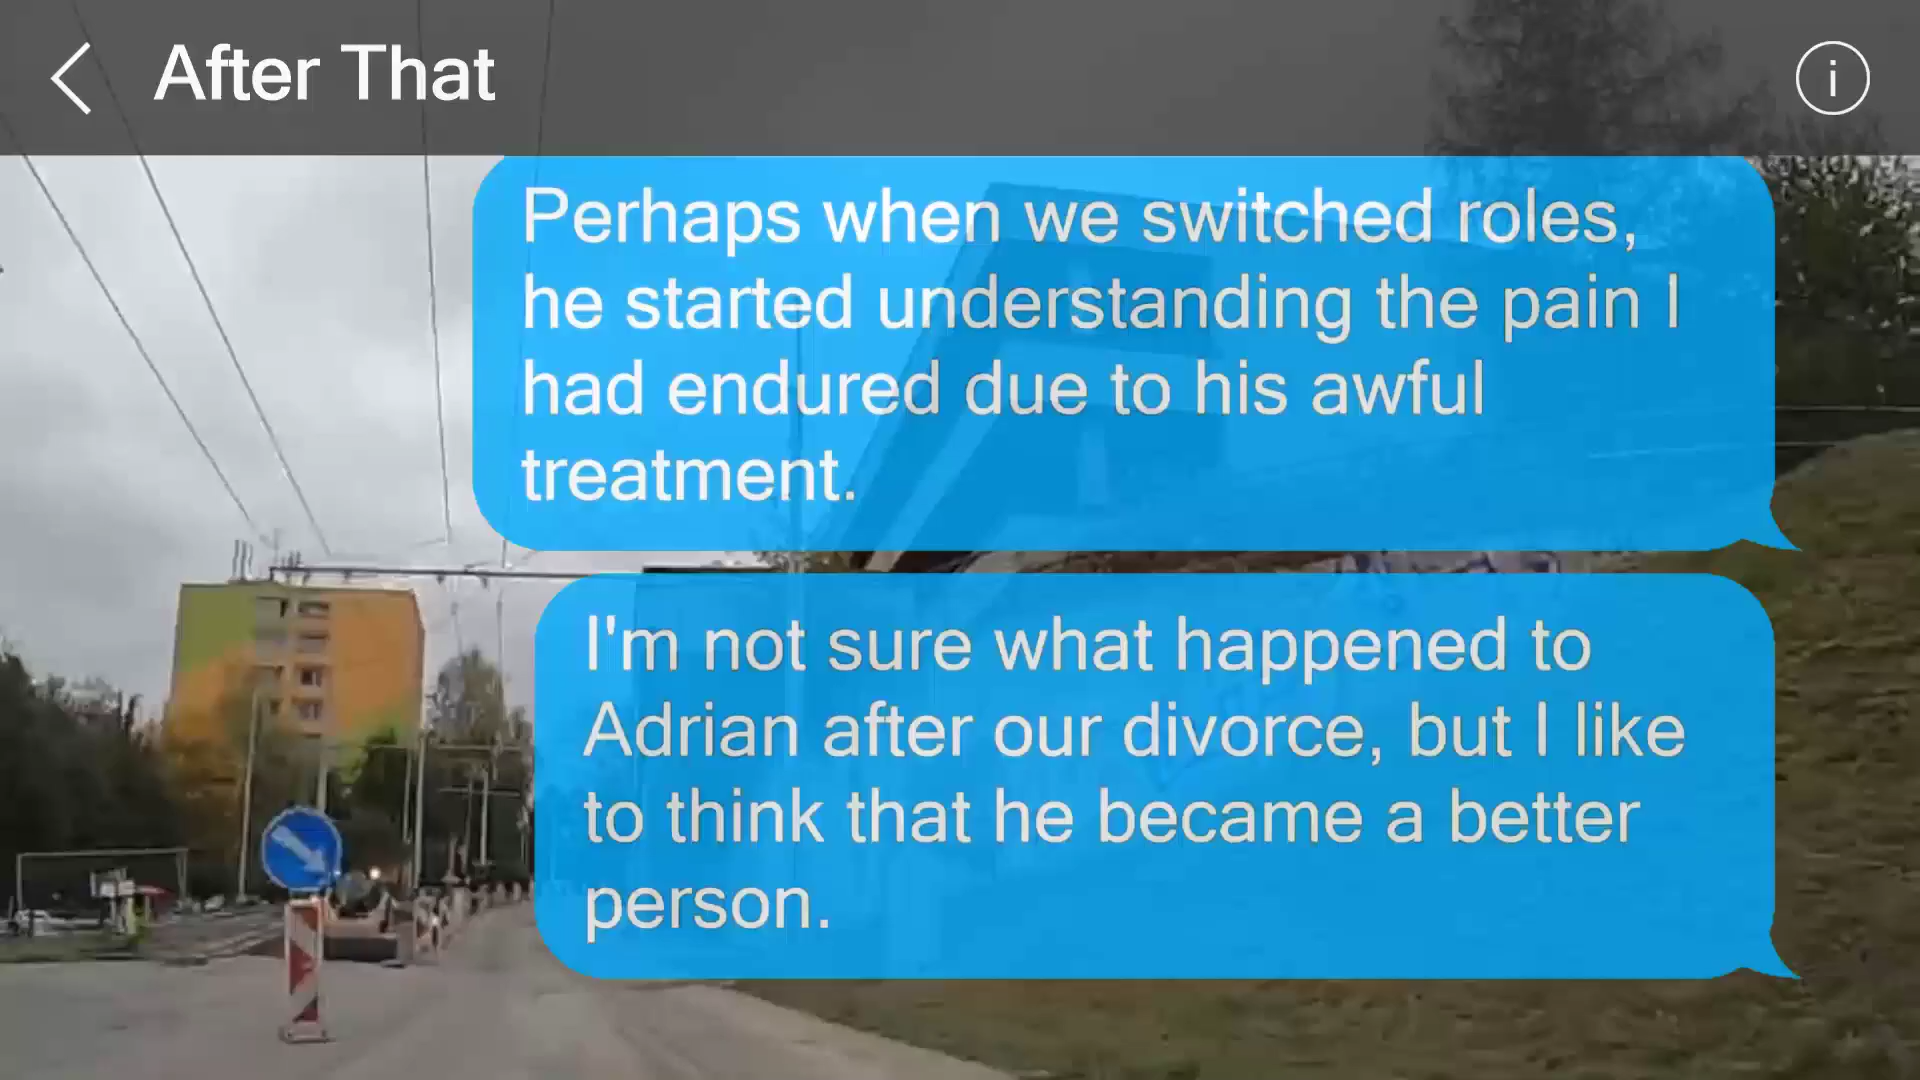 After That
Perhaps when we switched roles,
he started understanding the pain I
had endured due to his awful
treatment.
I'm not sure what happened to
Adrian after our divorce, but I like
to think that he became a better
person.